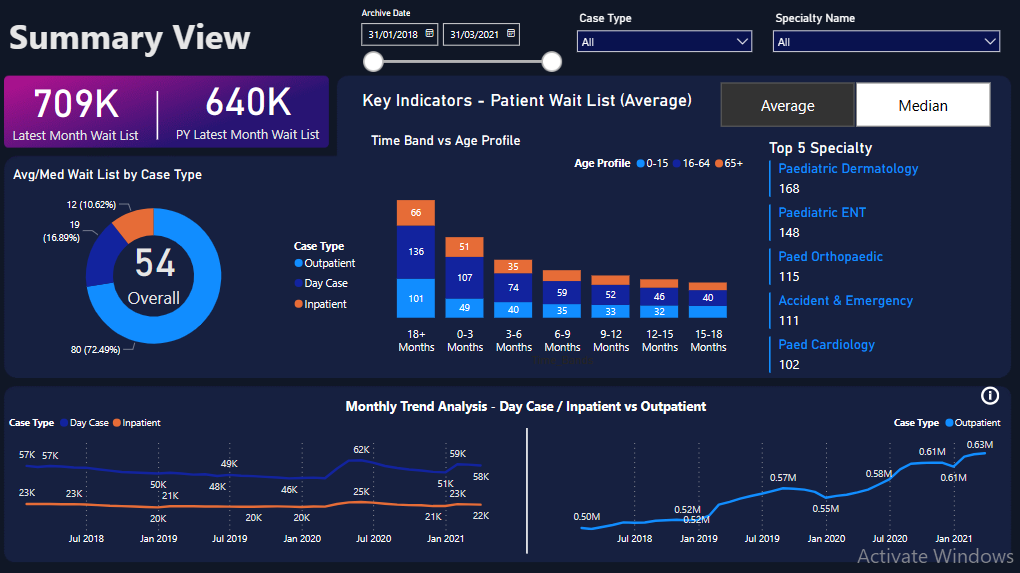 Summary View
Archive Date
31/01/2018
31/03/2021
Case Type
All
Specialty Name
All
709K
Latest Month Wait List
640K
PY Latest Month Wait List
Key Indicators - Patient Wait List (Average)
Average
Median
Avg/Med Wait List by Case Type
12 (10.62%)
19
(16.89%)
54
Overall
80 (72.49%)
Case Type
Outpatient
Day Case
Inpatient
Time Band vs Age Profile
Age Profile 0-15 16-64 65+
66
136
101
51
107
49
35
74
40
59
35
52
33
46
32
40
18+ 0-3 3-6 6-9 9-12 12-15 15-18
Months Months Months Months Months Months Months
Top 5 Specialty
Paediatric Dermatology
168
Paediatric ENT
148
Paed Orthopaedic
115
Accident & Emergency
111
Paed Cardiology
102
Monthly Trend Analysis - Day Case / Inpatient vs Outpatient
Case Type Day Case Inpatient
57K 57K 50K 48K 49K 46K 62K 51K 59K 58K
23K 23K 20K 21K 20K 20K 25K 21K 23K 22K
Jul 2018 Jan 2019 Jul 2019 Jan 2020 Jul 2020 Jan 2021
Case Type Outpatient
0.50M 0.52M 0.52M 0.57M 0.55M 0.58M 0.61M 0.61M 0.63M
Jul 2018 Jan 2019 Jul 2019 Jan 2020 Jul 2020 Jan 2021
Activate Windows